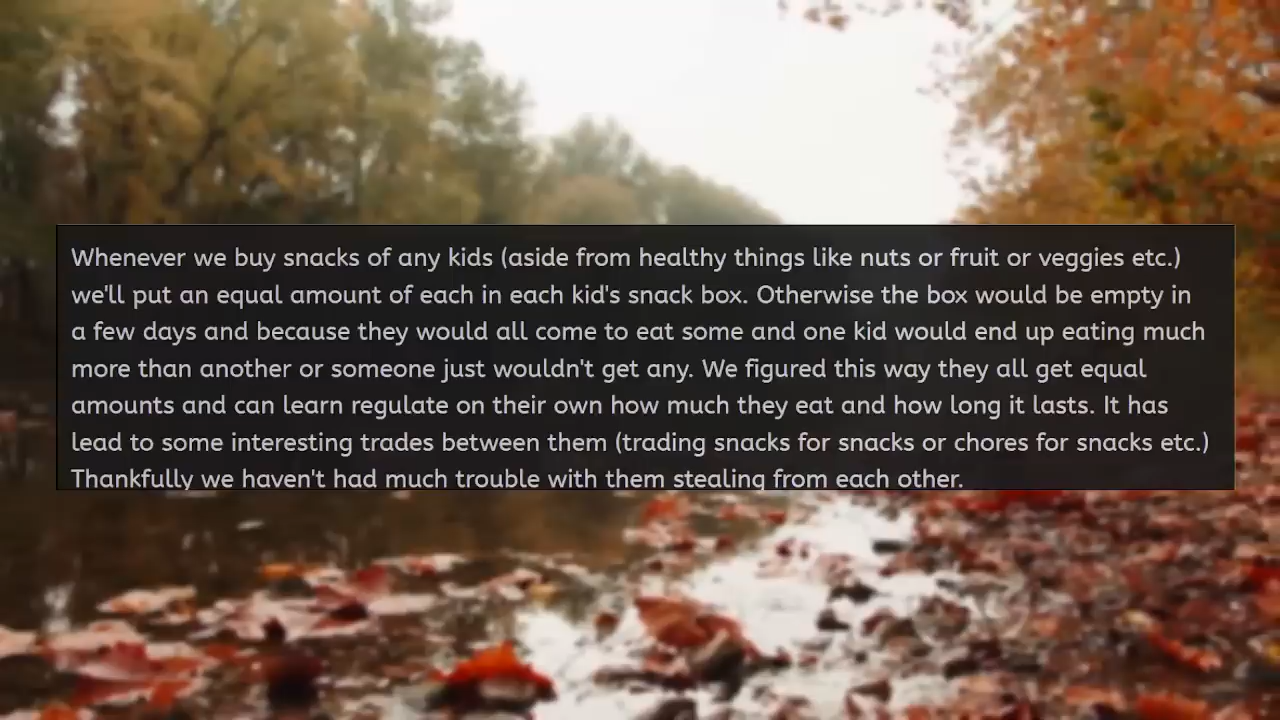 Whenever we buy snacks of any kids (aside from healthy things like nuts or fruit or veggies etc.)
we'll put an equal amount of each in each kid's snack box. Otherwise the box would be empty in
a few days and because they would all come to eat some and one kid would end up eating much
more than another or someone just wouldn't get any. We figured this way they all get equal
amounts and can learn regulate on their own how much they eat and how long it lasts. It has
lead to some interesting trades between them (trading snacks for snacks or chores for snacks etc.)
Thankfully we haven't had much trouble with them stealing from each other.